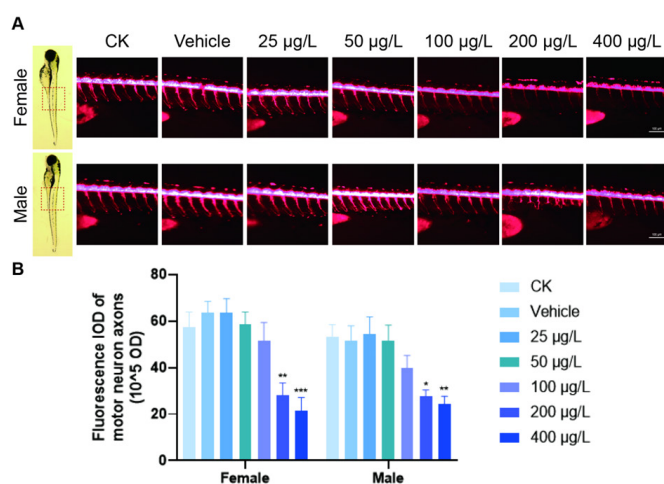 A
CK Vehicle 25 µg/L 50 µg/L 100 µg/L 200 µg/L 400 µg/L
Female
Male
B
Fluorescence IOD of
motor neuron axons
(10^5 OD)
80
60
40
20
0
**
***
*
**
Female Male
CK
Vehicle
25 µg/L
50 µg/L
100 µg/L
200 µg/L
400 µg/L